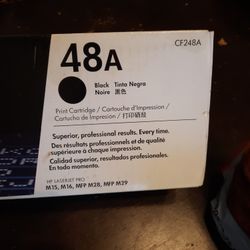 CF248A
48A
Black Tinta Negra
Noire 黑色
Print Cartridge / Cartouche d'Impression /
Cartucho de Impresion / 打印硒鼓
Superior, professional results. Every time.
Des résultats professionnels et de qualité
supérieure à chaque impression.
Calidad superior, resultados profesionales.
En todo momento.
HP LASERJET PRO
M15, M16, MFP M28, MFP M29